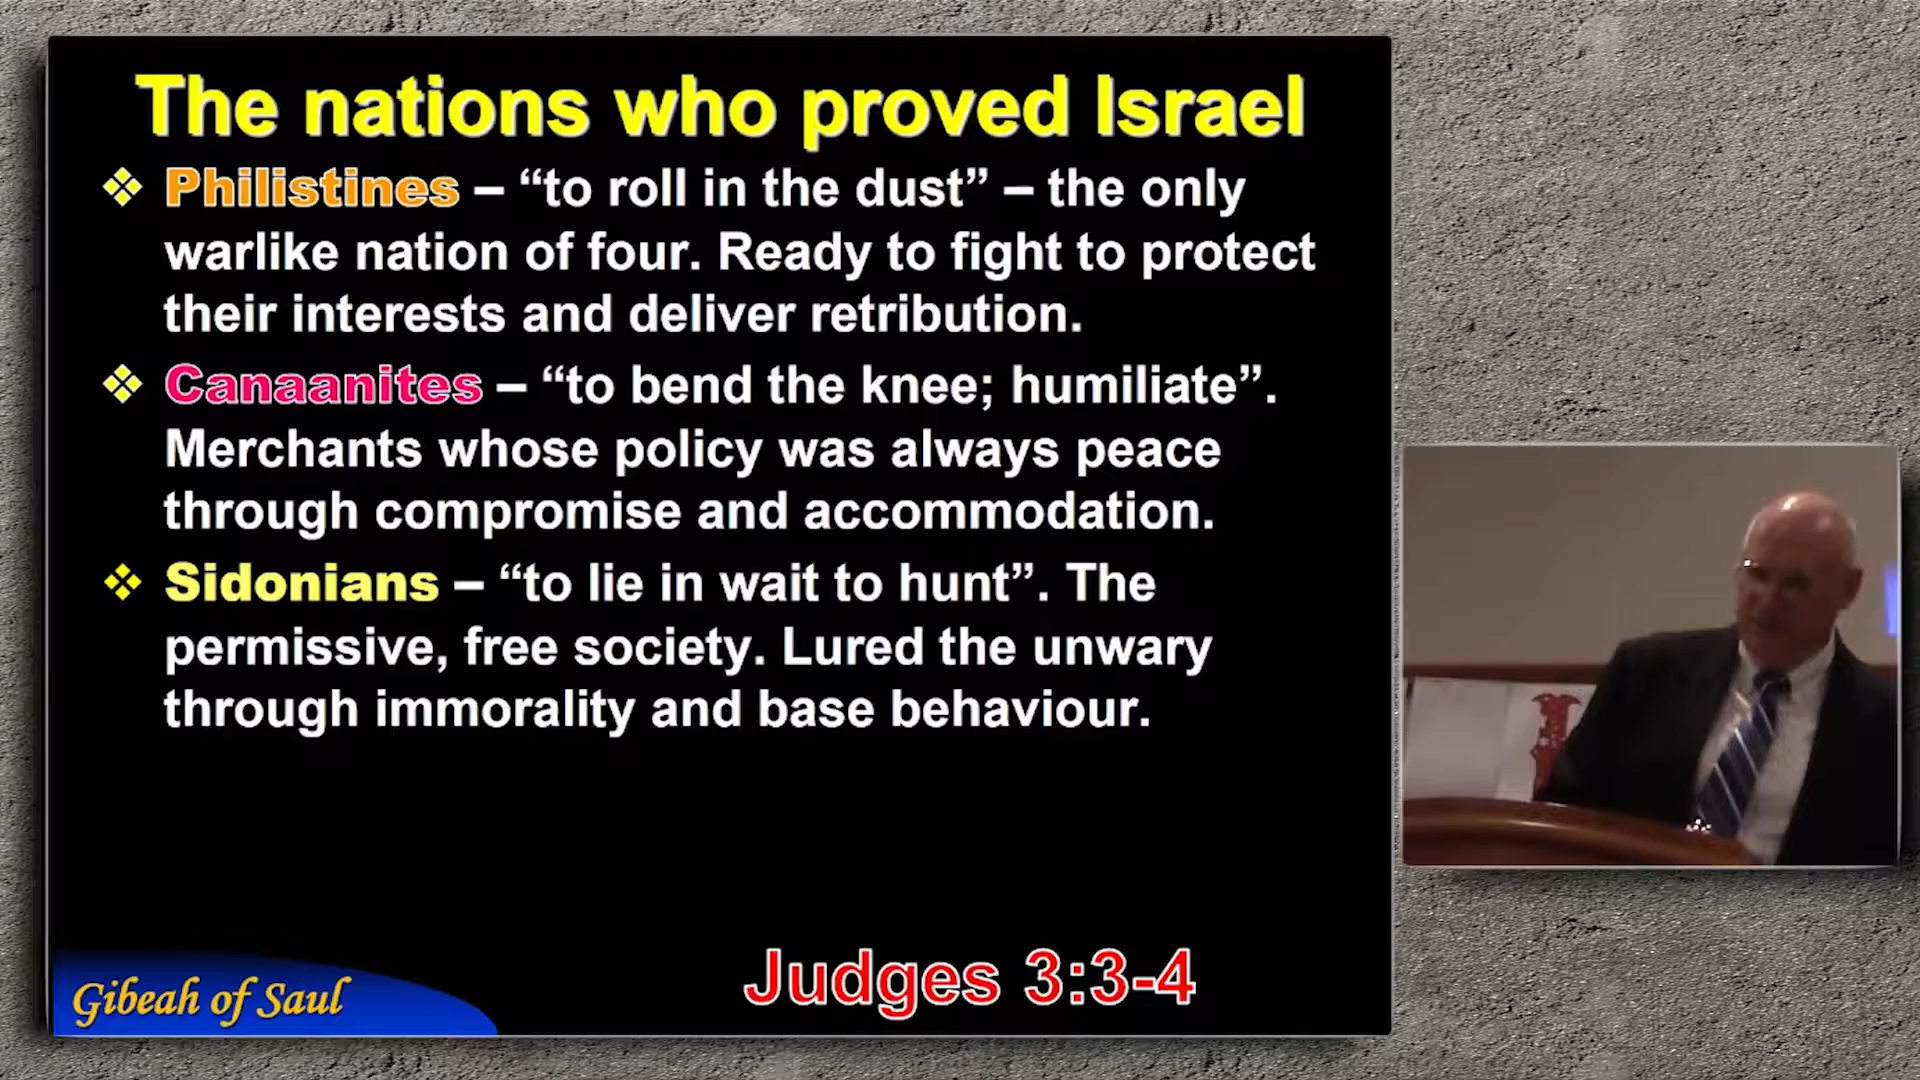 The nations who proved Israel
Philistines – “to roll in the dust” – the only
warlike nation of four. Ready to fight to protect
their interests and deliver retribution.
Canaanites – “to bend the knee; humiliate”.
Merchants whose policy was always peace
through compromise and accommodation.
Sidonians – “to lie in wait to hunt”. The
permissive, free society. Lured the unwary
through immorality and base behaviour.
Judges 3:3-4
Gibeah of Saul